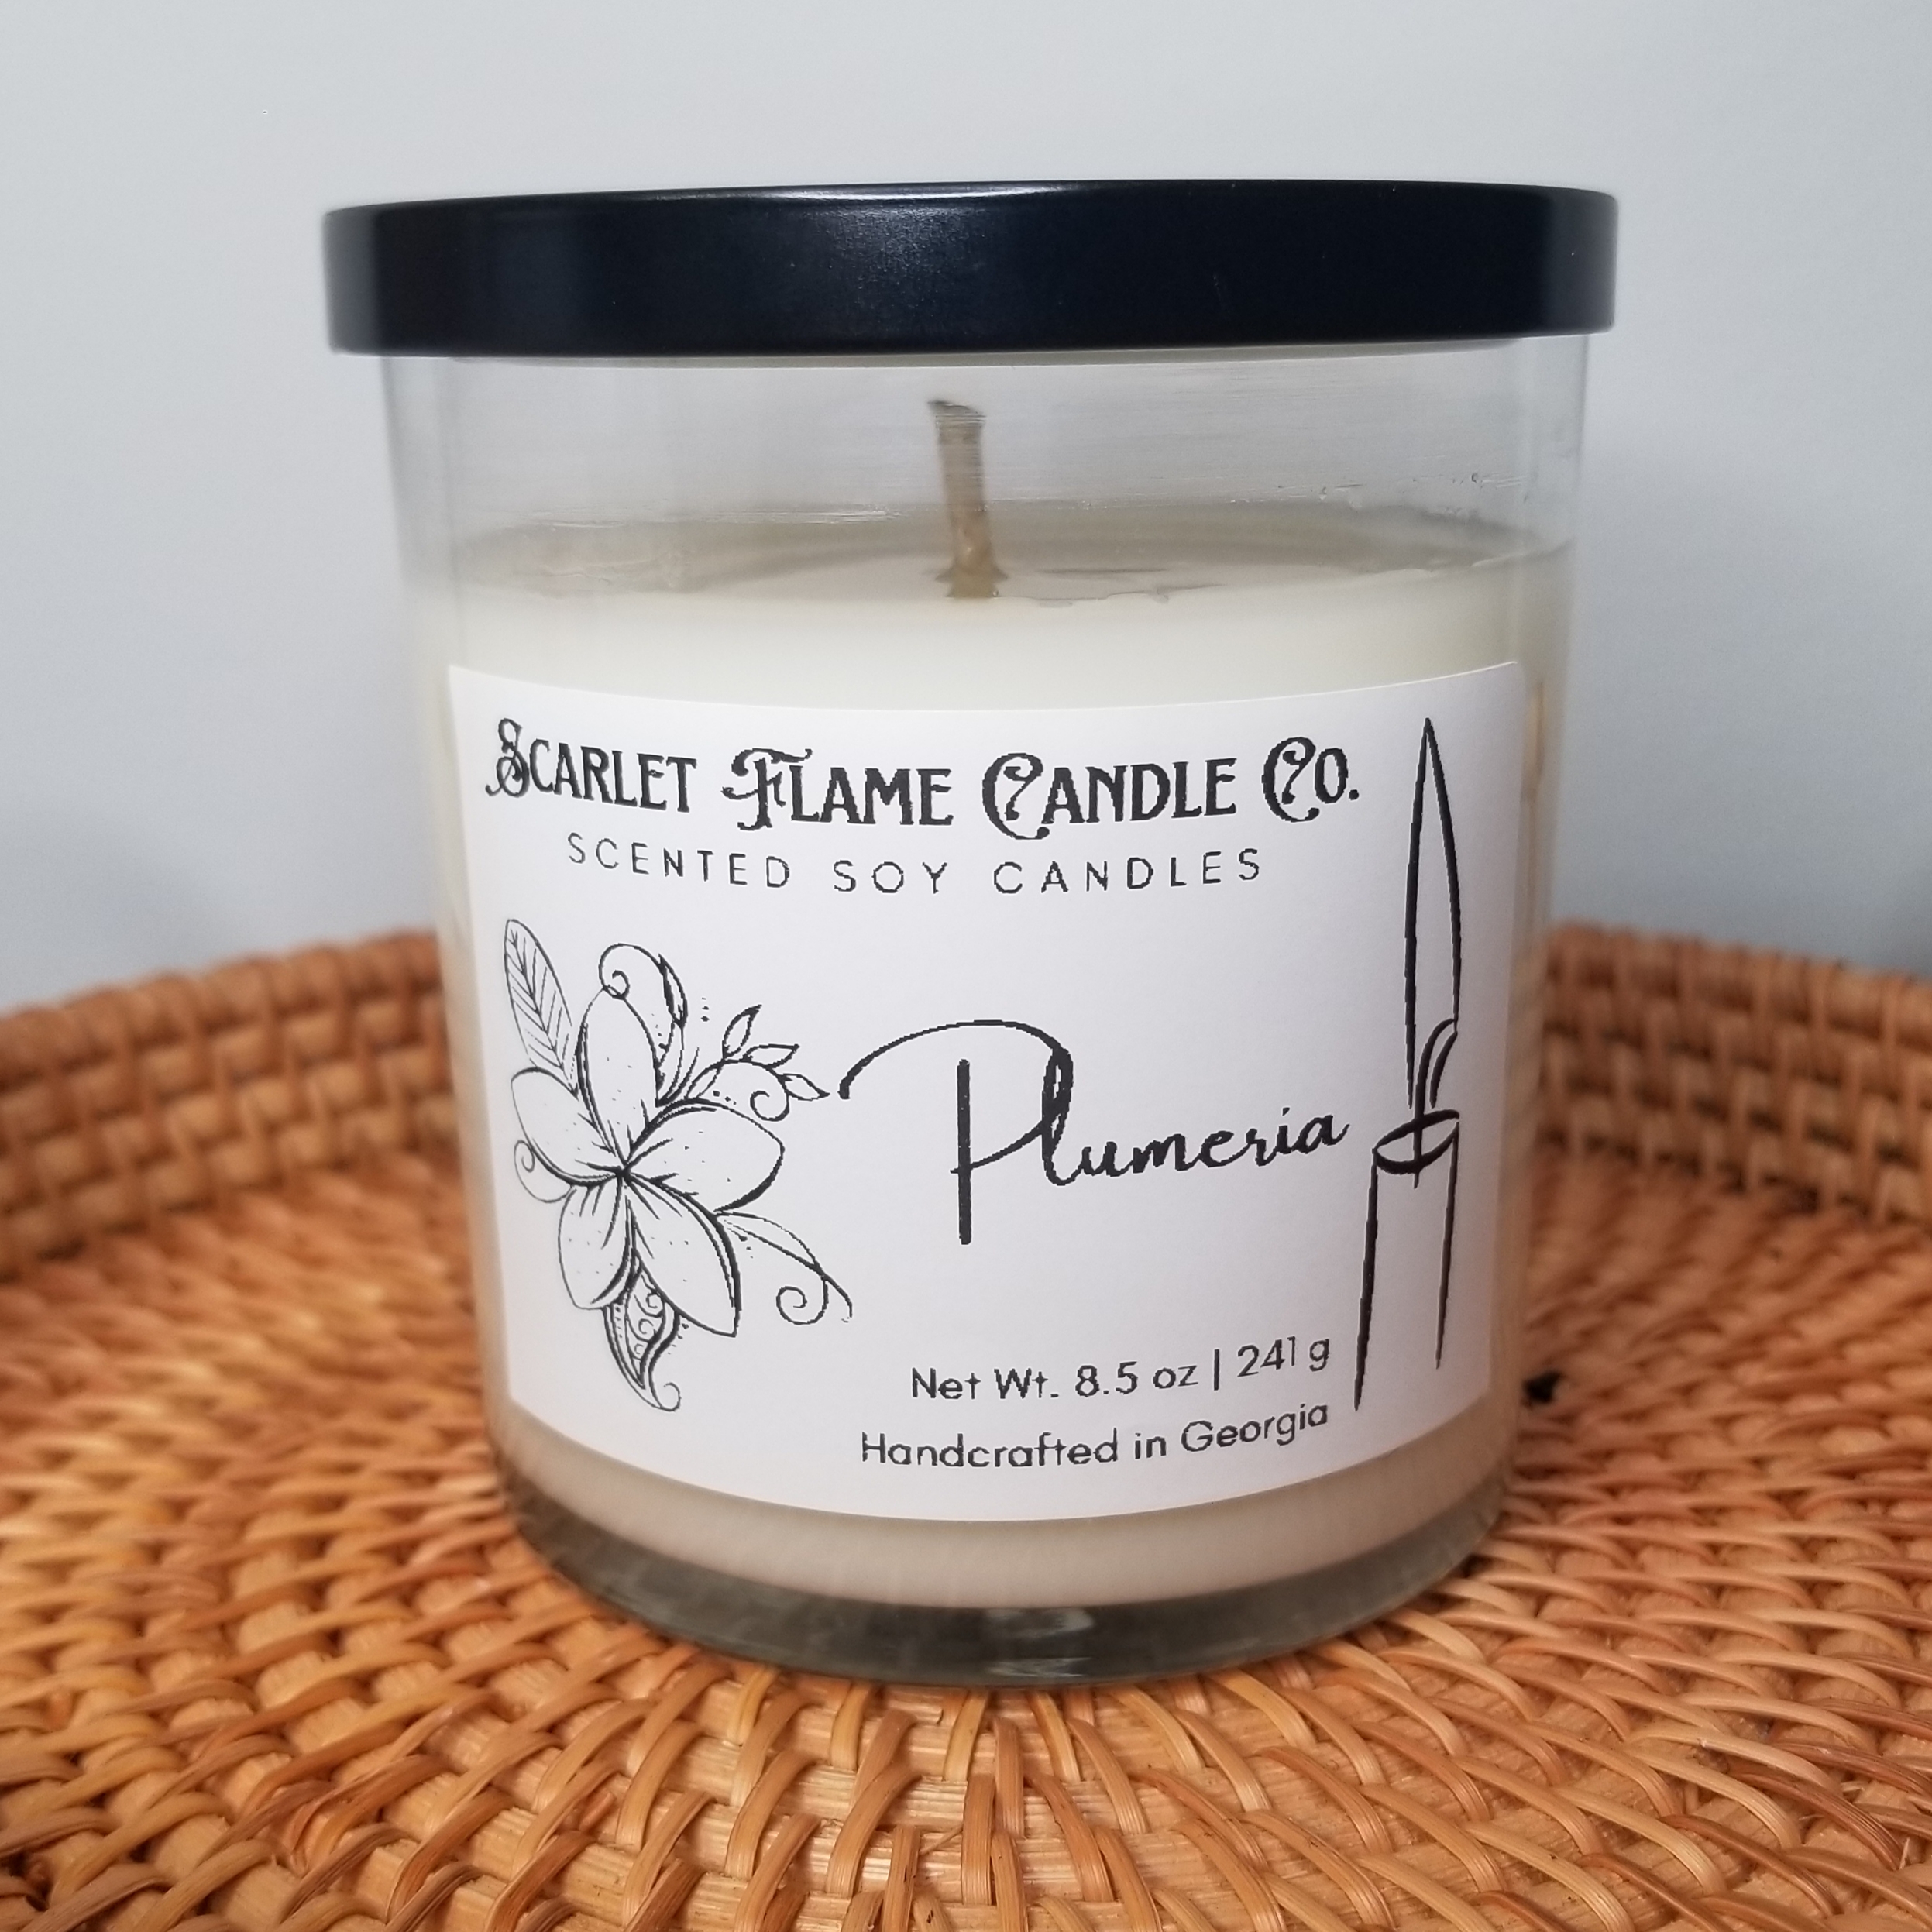 Scarlet Flame Candle Co.
SCENTED SOY CANDLES
Plumeria
Net Wt. 8.5 oz | 241 g
Handcrafted in Georgia